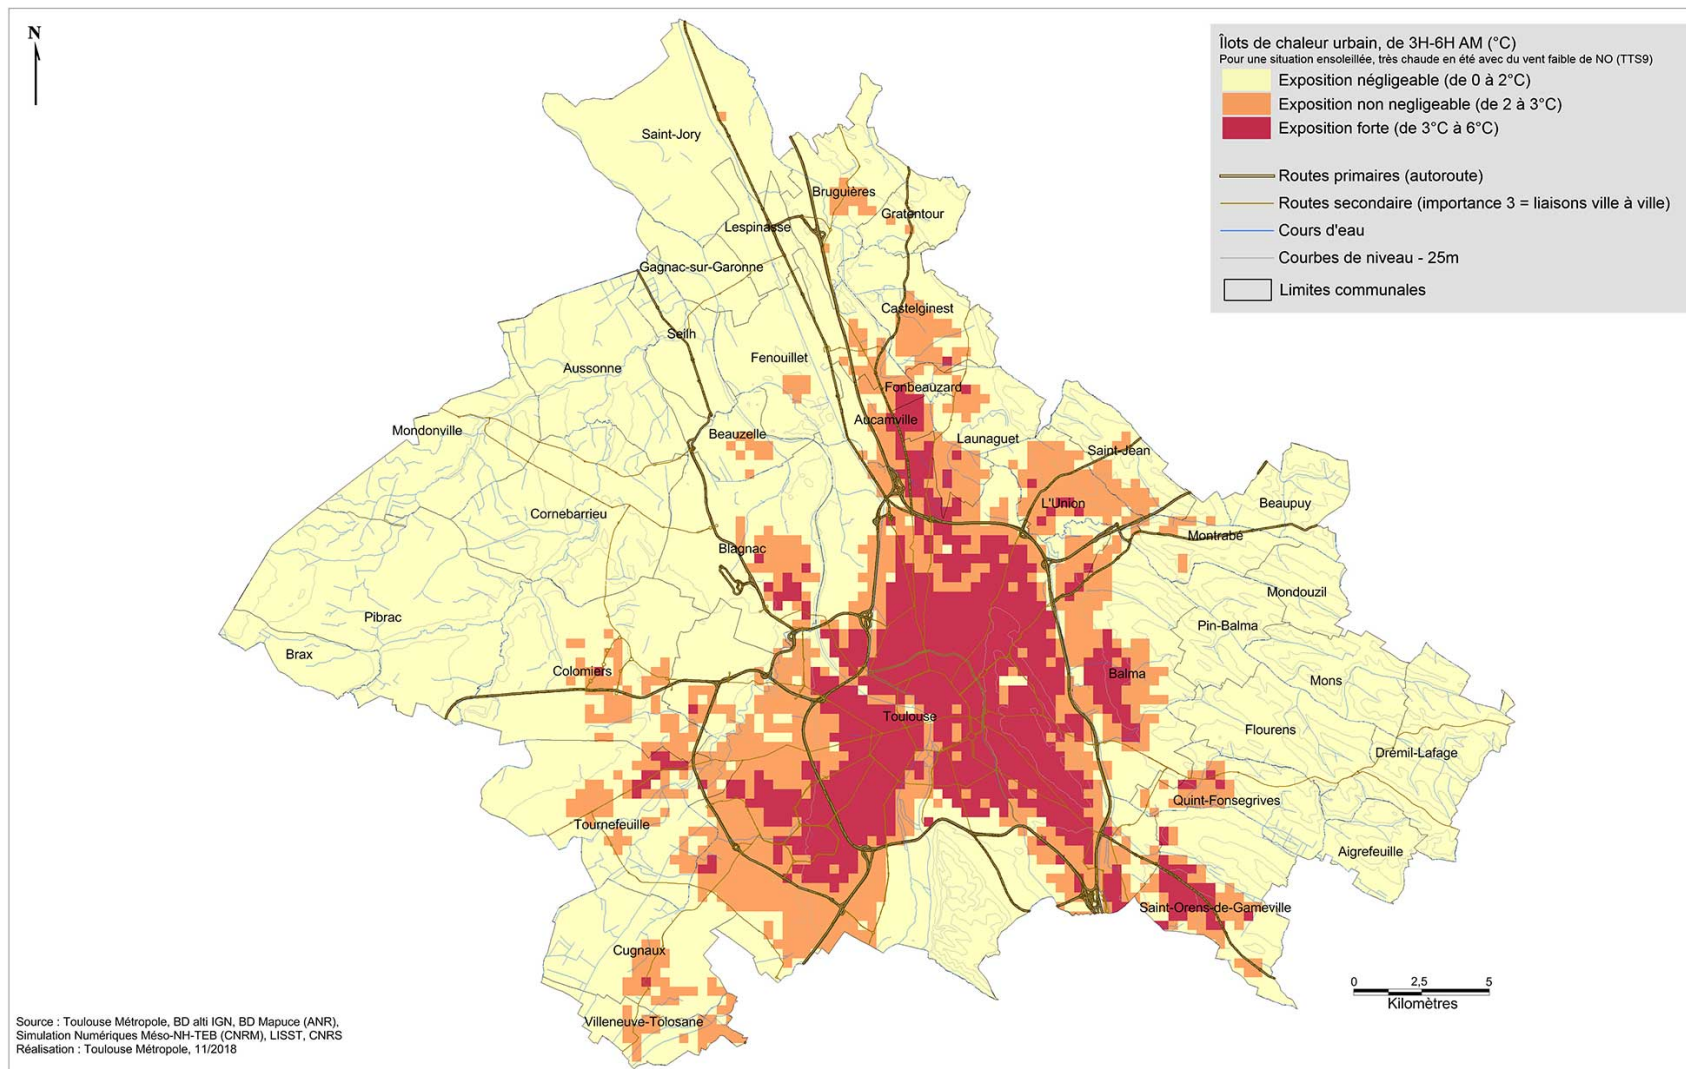 N
Îlots de chaleur urbain, de 3H-6H AM (°C)
Pour une situation ensoleillée, très chaude en été avec du vent faible de NO (TTS9)
Exposition négligeable (de 0 à 2°C)
Exposition non negligeable (de 2 à 3°C)
Exposition forte (de 3°C à 6°C)
Routes primaires (autoroute)
Routes secondaire (importance 3 = liaisons ville à ville)
Cours d'eau
Courbes de niveau - 25m
Limites communales
Saint-Jory
Bruguières
Gratentour
Lespinasse
Gagnac-sur-Garonne
Castelginest
Seilh
Fenouillet
Aussonne
Fonbeauzard
Aucamville
Mondonville
Beauzelle
Launaguet
Saint-Jean
L'Union
Beaupuy
Cornebarrieu
Montrabé
Blagnac
Mondouzil
Pibrac
Pin-Balma
Brax
Colomiers
Balma
Mons
Toulouse
Flourens
Drémil-Lafage
Quint-Fonsegrives
Tournefeuille
Aigrefeuille
Saint-Orens-de-Gameville
Cugnaux
Villeneuve-Tolosane
0 2,5 5
Kilomètres
Source : Toulouse Métropole, BD alti IGN, BD Mapuce (ANR),
Simulation Numériques Méso-NH-TEB (CNRM), LISST, CNRS
Réalisation : Toulouse Métropole, 11/2018